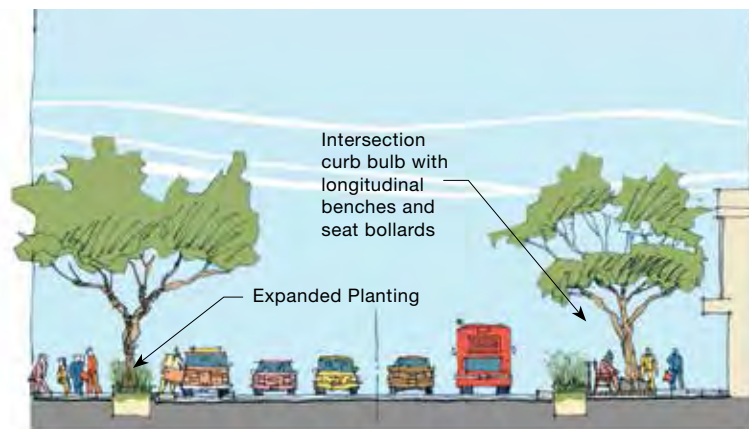 Intersection
curb bulb with
longitudinal
benches and
seat bollards
Expanded Planting